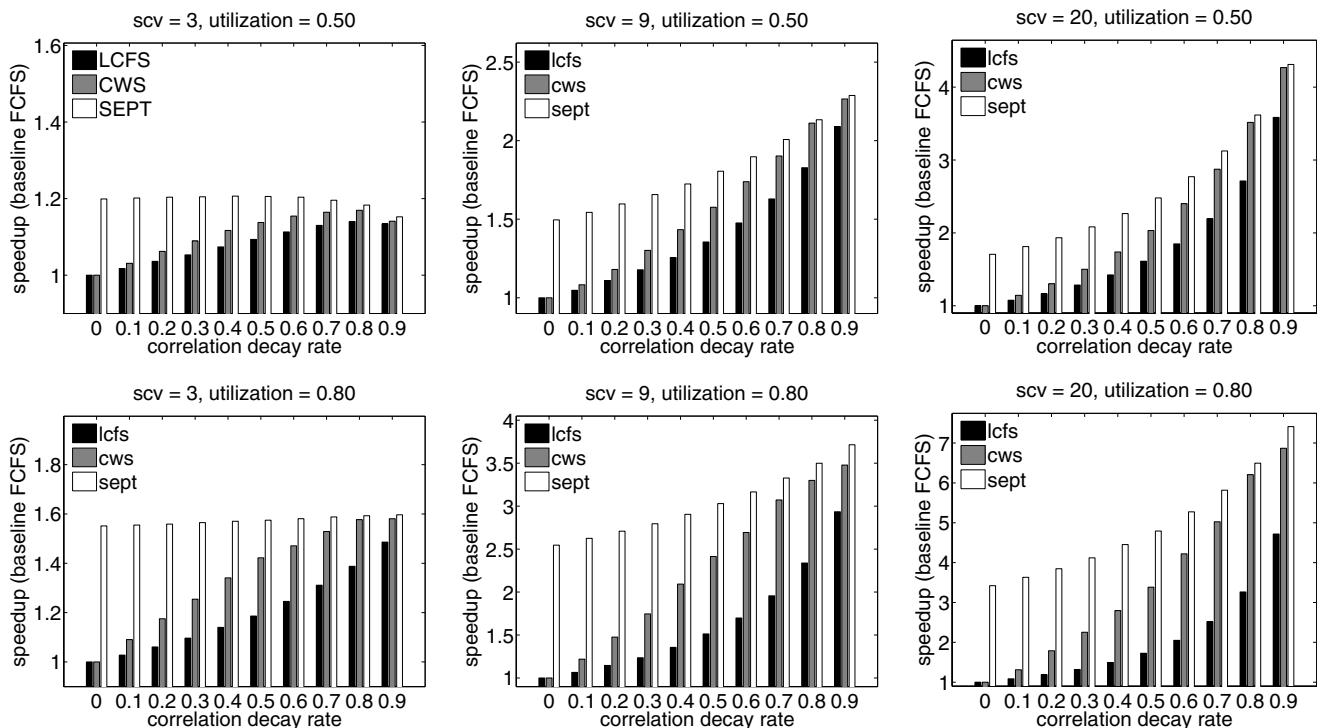 scv = 3, utilization = 0.50
speedup (baseline FCFS)
1.6
1.4
1.2
1
LCFS
CWS
SEPT
0 0.1 0.2 0.3 0.4 0.5 0.6 0.7 0.8 0.9
correlation decay rate
scv = 9, utilization = 0.50
speedup (baseline FCFS)
2.5
2
1.5
1
lcfs
cws
sept
0 0.1 0.2 0.3 0.4 0.5 0.6 0.7 0.8 0.9
correlation decay rate
scv = 20, utilization = 0.50
speedup (baseline FCFS)
4
3
2
1
lcfs
cws
sept
0 0.1 0.2 0.3 0.4 0.5 0.6 0.7 0.8 0.9
correlation decay rate
scv = 3, utilization = 0.80
speedup (baseline FCFS)
1.8
1.6
1.4
1.2
1
lcfs
cws
sept
0 0.1 0.2 0.3 0.4 0.5 0.6 0.7 0.8 0.9
correlation decay rate
scv = 9, utilization = 0.80
speedup (baseline FCFS)
4
3.5
3
2.5
2
1.5
1
lcfs
cws
sept
0 0.1 0.2 0.3 0.4 0.5 0.6 0.7 0.8 0.9
correlation decay rate
scv = 20, utilization = 0.80
speedup (baseline FCFS)
7
6
5
4
3
2
1
lcfs
cws
sept
0 0.1 0.2 0.3 0.4 0.5 0.6 0.7 0.8 0.9
correlation decay rate